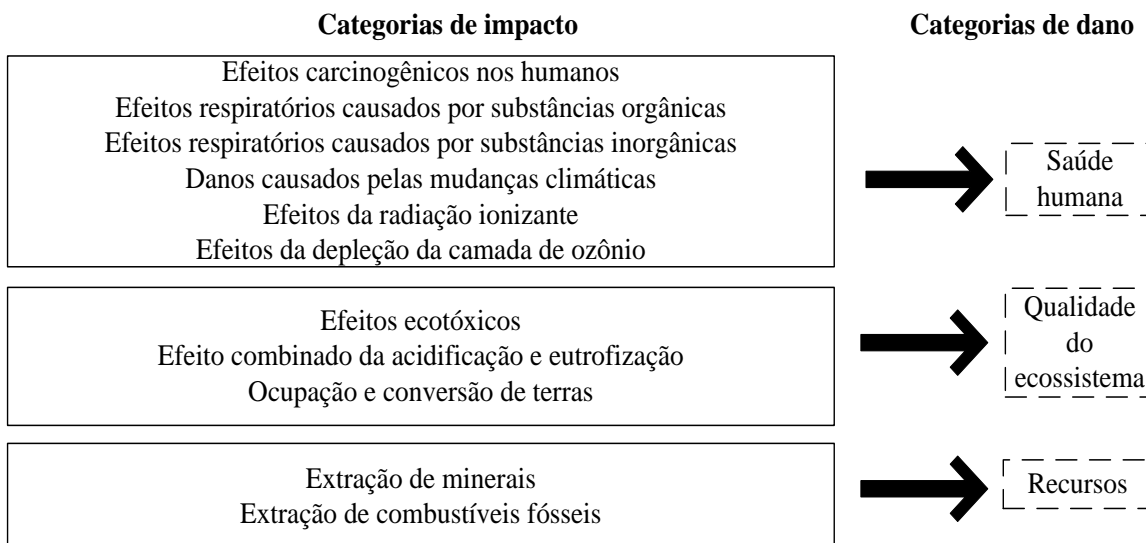 Categorias de impacto
Categorias de dano
Efeitos carcinogênicos nos humanos
Efeitos respiratórios causados por substâncias orgânicas
Efeitos respiratórios causados por substâncias inorgânicas
Danos causados pelas mudanças climáticas
Efeitos da radiação ionizante
Efeitos da depleção da camada de ozônio
Saúde
humana
Efeitos ecotóxicos
Efeito combinado da acidificação e eutrofização
Ocupação e conversão de terras
Qualidade
do
ecossistema
Extração de minerais
Extração de combustíveis fósseis
Recursos